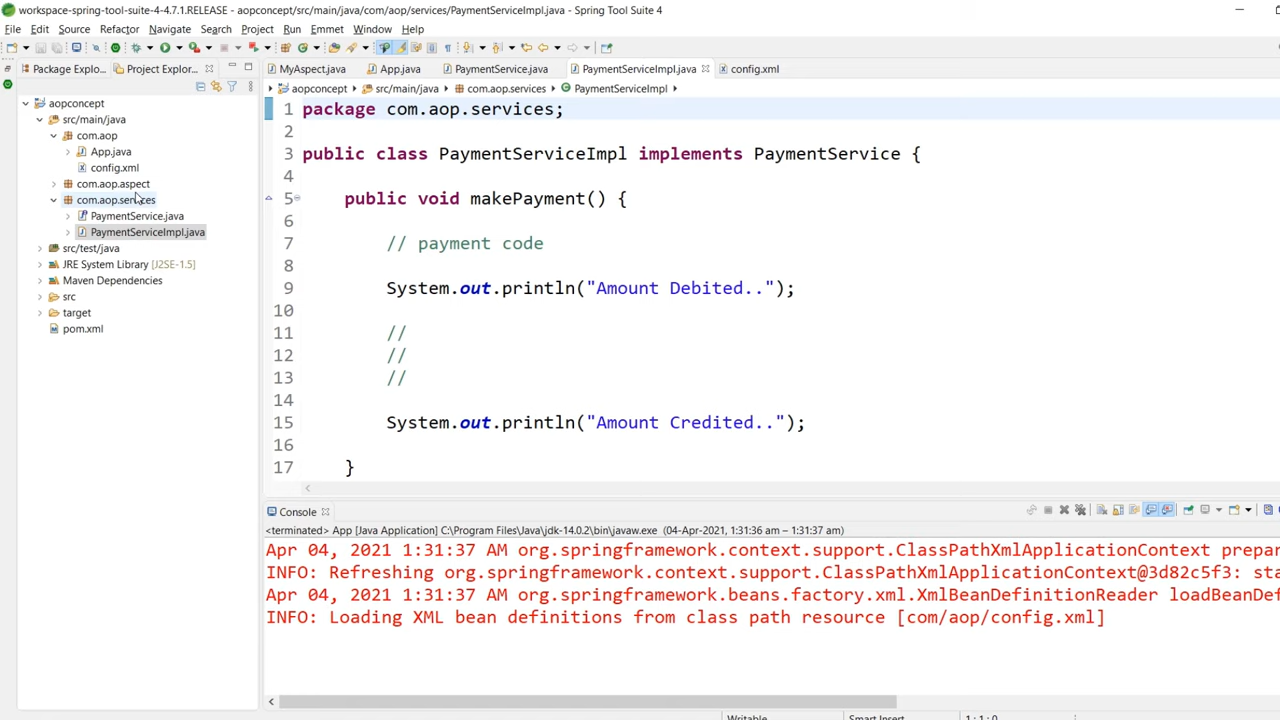 workspace-spring-tool-suite-4-4.7.1.RELEASE - aopconcept/src/main/java/com/aop/services/PaymentServiceImpl.java - Spring Tool Suite 4
File Edit Source Refactor Navigate Search Project Run Emmet Window Help
Package Explo... Project Explor... MyAspect.java App.java PaymentService.java PaymentServiceImpl.java config.xml
aopconcept src/main/java com.aop.services PaymentServiceImpl
aopconcept
src/main/java
com.aop
App.java
config.xml
com.aop.aspect
com.aop.services
PaymentService.java
PaymentServiceImpl.java
src/test/java
JRE System Library [J2SE-1.5]
Maven Dependencies
src
target
pom.xml
1 package com.aop.services;
2
3 public class PaymentServiceImpl implements PaymentService {
4
5 public void makePayment() {
6
7 // payment code
8
9 System.out.println("Amount Debited..");
10
11 //
12 //
13 //
14
15 System.out.println("Amount Credited..");
16
17 }
Console
<terminated> App [Java Application] C:\Program Files\Java\jdk-14.0.2\bin\javaw.exe (04-Apr-2021, 1:31:36 am – 1:31:37 am)
Apr 04, 2021 1:31:37 AM org.springframework.context.support.ClassPathXmlApplicationContext prepar
INFO: Refreshing org.springframework.context.support.ClassPathXmlApplicationContext@3d82c5f3: sta
Apr 04, 2021 1:31:37 AM org.springframework.beans.factory.xml.XmlBeanDefinitionReader loadBeanDef
INFO: Loading XML bean definitions from class path resource [com/aop/config.xml]
Writable Smart Insert 1 : 1 : 0